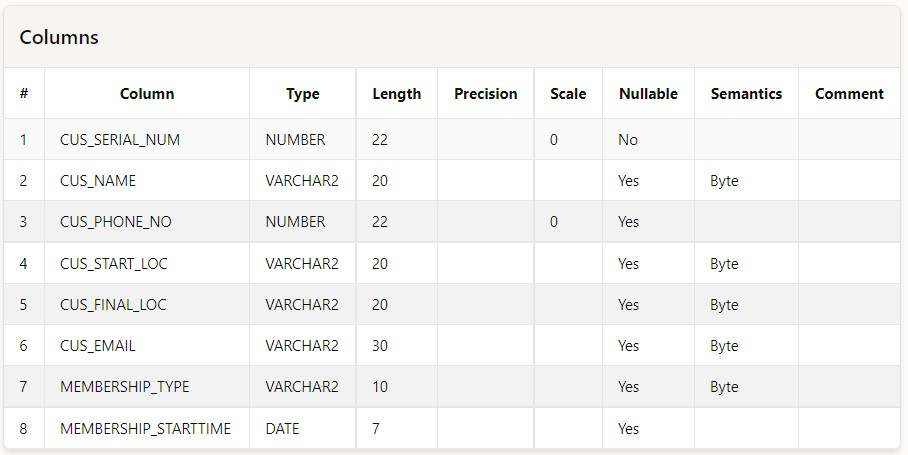 Columns
# Column Type Length Precision Scale Nullable Semantics Comment
1 CUS_SERIAL_NUM NUMBER 22 0 No
2 CUS_NAME VARCHAR2 20 Yes Byte
3 CUS_PHONE_NO NUMBER 22 0 Yes
4 CUS_START_LOC VARCHAR2 20 Yes Byte
5 CUS_FINAL_LOC VARCHAR2 20 Yes Byte
6 CUS_EMAIL VARCHAR2 30 Yes Byte
7 MEMBERSHIP_TYPE VARCHAR2 10 Yes Byte
8 MEMBERSHIP_STARTTIME DATE 7 Yes